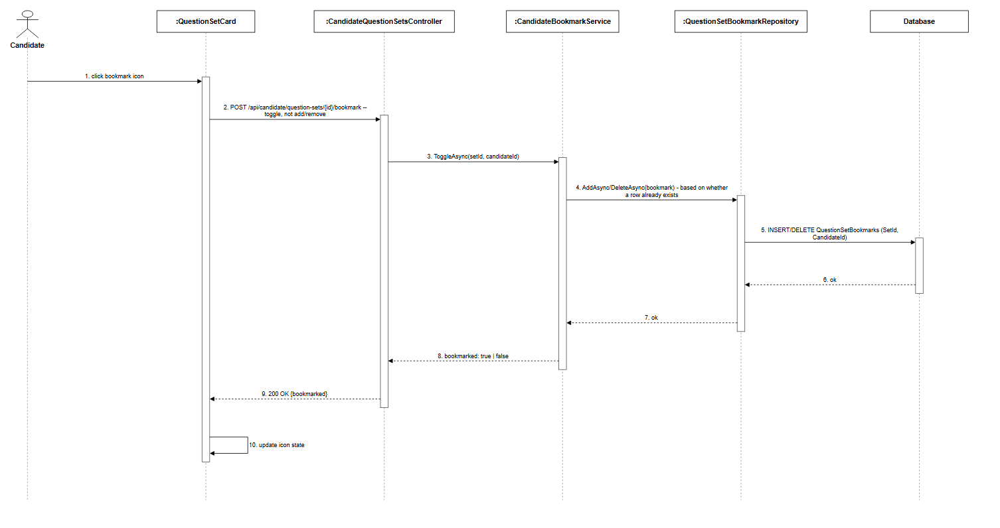 :QuestionSetCard
:CandidateQuestionSetsController
:CandidateBookmarkService
:QuestionSetBookmarkRepository
Database
Candidate
1. click bookmark icon
2. POST /api/candidate/question-sets/{id}/bookmark --
toggle, not add/remove
3. ToggleAsync(setId, candidateId)
4. AddAsync/DeleteAsync(bookmark) - based on whether
a row already exists
5. INSERT/DELETE QuestionSetBookmarks (SetId,
CandidateId)
6. ok
7. ok
8. bookmarked: true | false
9. 200 OK {bookmarked}
10. update icon state